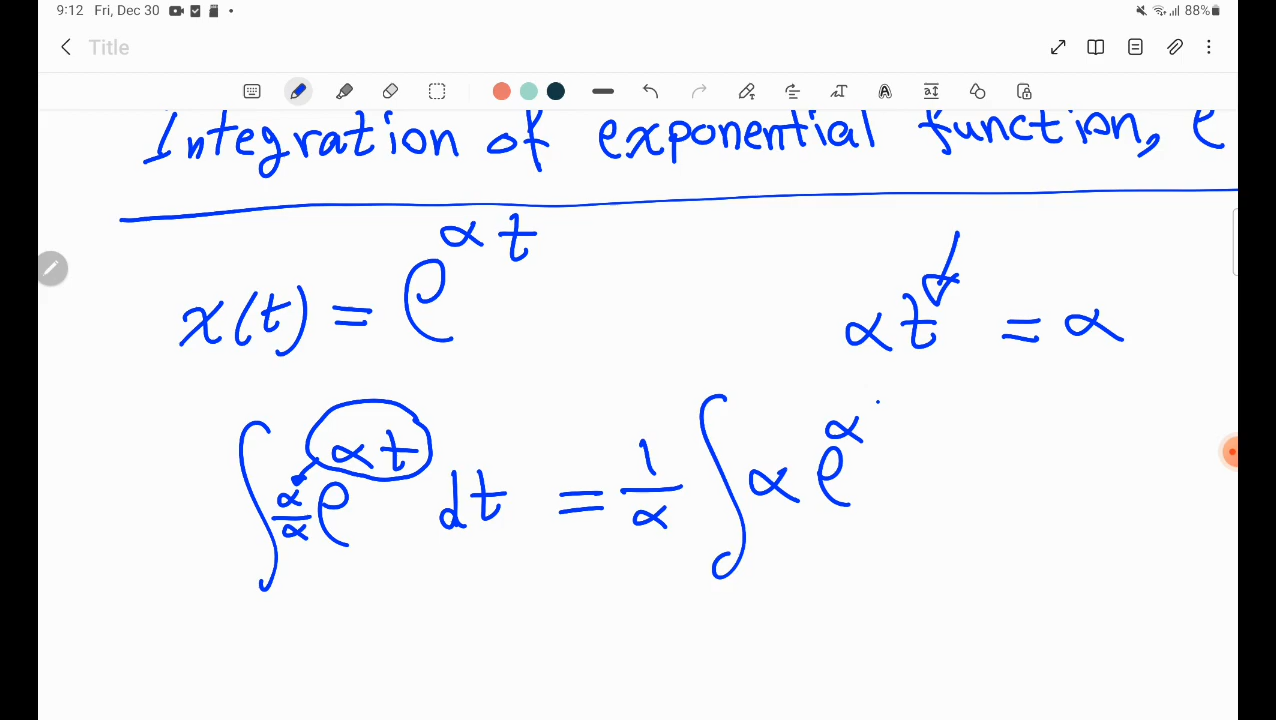 9:12 Fri, Dec 30 88%
Title
Integration of exponential function, e
x(t) = e^{αt}
αt = α
∫ α/α e^{αt} dt = 1/α ∫ α e^{α